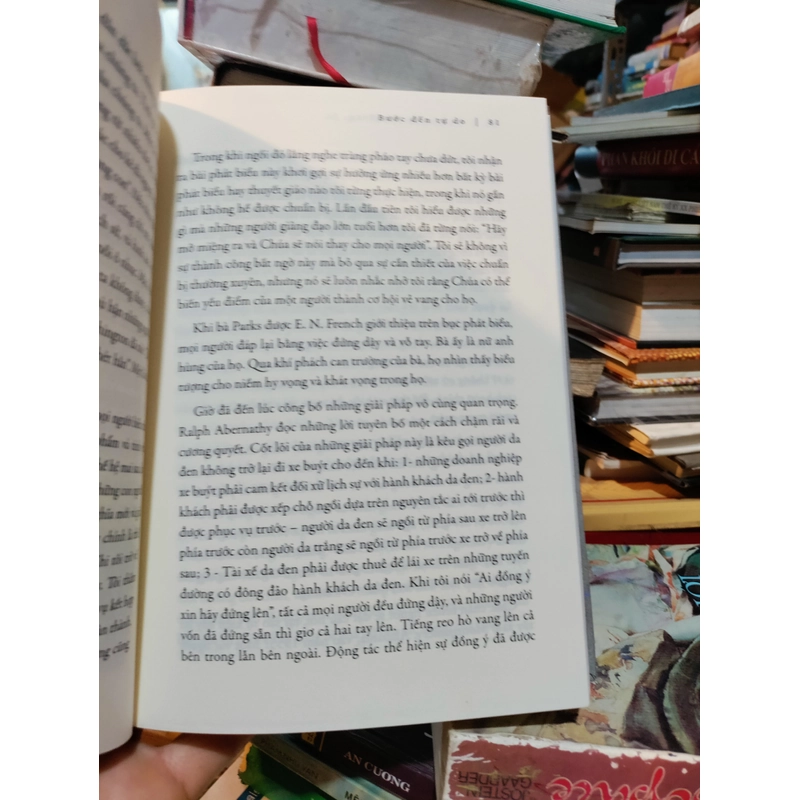 Bước đến tự do | 81
Trong khi ngồi đó lắng nghe tràng pháo tay chưa dứt, tôi nhận
ra bài phát biểu này khơi gợi sự hưởng ứng nhiều hơn bất kỳ bài
phát biểu hay thuyết giáo nào tôi từng thực hiện, trong khi nó gần
như không hề được chuẩn bị. Lần đầu tiên tôi hiểu được những
gì mà những người giảng đạo lớn tuổi hơn tôi đã từng nói: “Hãy
mở miệng ra và Chúa sẽ nói thay cho mọi người”. Tôi sẽ không vì
sự thành công bất ngờ này mà bỏ qua sự cần thiết của việc chuẩn
bị thường xuyên, nhưng nó sẽ luôn nhắc nhở tôi rằng Chúa có thể
biến yếu điểm của một người thành cơ hội vẻ vang cho họ.
Khi bà Parks được E. N. French giới thiệu trên bục phát biểu,
mọi người đáp lại bằng việc đứng dậy và vỗ tay. Bà ấy là nữ anh
hùng của họ. Qua khí phách can trường của bà, họ nhìn thấy biểu
tượng cho niềm hy vọng và khát vọng trong họ.
Giờ đã đến lúc công bố những giải pháp vô cùng quan trọng.
Ralph Abernathy đọc những lời tuyên bố một cách chậm rãi và
cương quyết. Cốt lõi của những giải pháp này là kêu gọi người da
đen không trở lại đi xe buýt cho đến khi: 1- những doanh nghiệp
xe buýt phải cam kết đối xử lịch sự với hành khách da đen; 2- hành
khách phải được xếp chỗ ngồi dựa trên nguyên tắc ai tới trước thì
được phục vụ trước – người da đen sẽ ngồi từ phía sau xe trở lên
phía trước còn người da trắng sẽ ngồi từ phía trước xe trở về phía
sau; 3 - Tài xế da đen phải được thuê để lái xe trên những tuyến
đường có đông đảo hành khách da đen. Khi tôi nói “Ai đồng ý
xin hãy đứng lên”, tất cả mọi người đều đứng dậy, và những người
vốn đã đứng sẵn thì giơ cả hai tay lên. Tiếng reo hò vang lên cả
bên trong lẫn bên ngoài. Động tác thể hiện sự đồng ý đã được
PHAN KHÔI DI CẢ
AN CƯƠNG
JOSTEIN
GAARDER